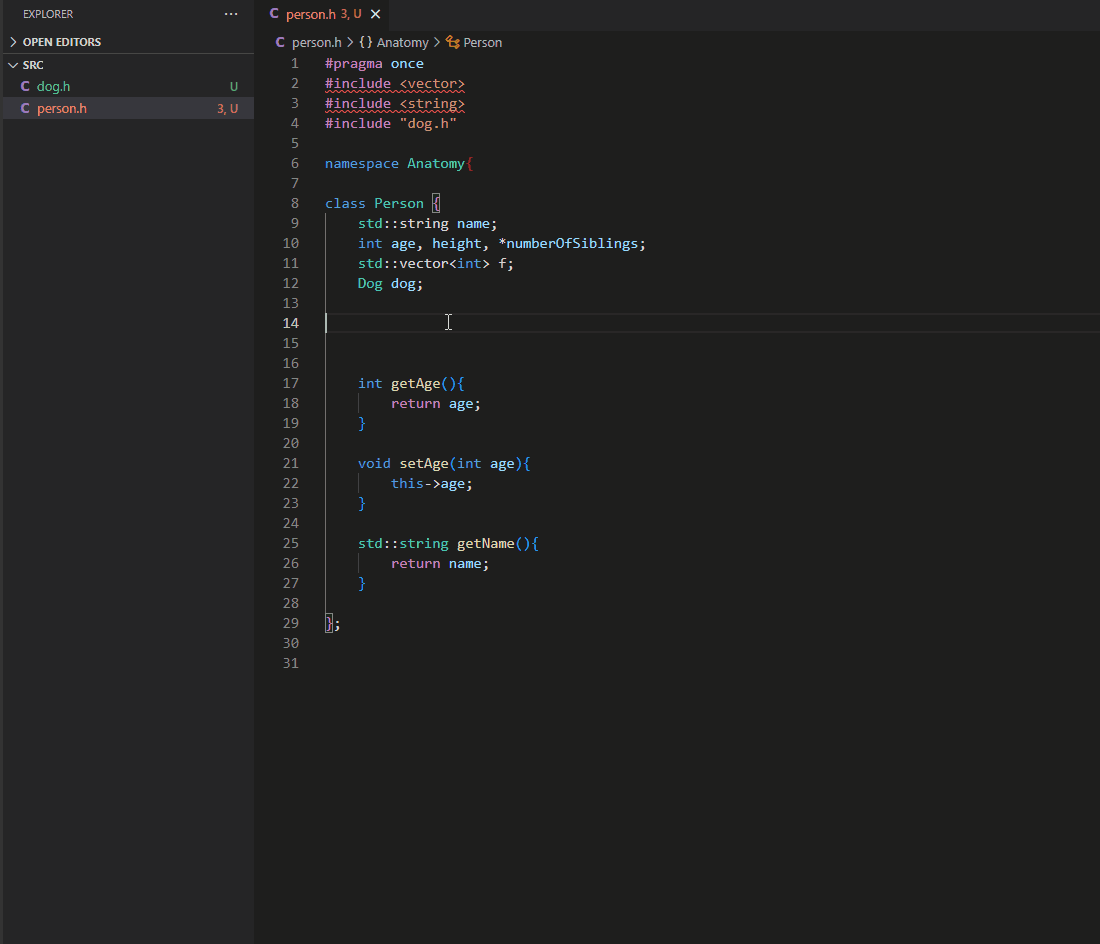 EXPLORER ···
OPEN EDITORS
SRC
C dog.h U
C person.h 3, U
C person.h 3, U ×
C person.h > {} Anatomy > Person
1 #pragma once
2 #include <vector>
3 #include <string>
4 #include "dog.h"
5
6 namespace Anatomy{
7
8 class Person {
9     std::string name;
10     int age, height, *numberOfSiblings;
11     std::vector<int> f;
12     Dog dog;
13
14
15
16
17     int getAge(){
18         return age;
19     }
20
21     void setAge(int age){
22         this->age;
23     }
24
25     std::string getName(){
26         return name;
27     }
28
29 };
30
31